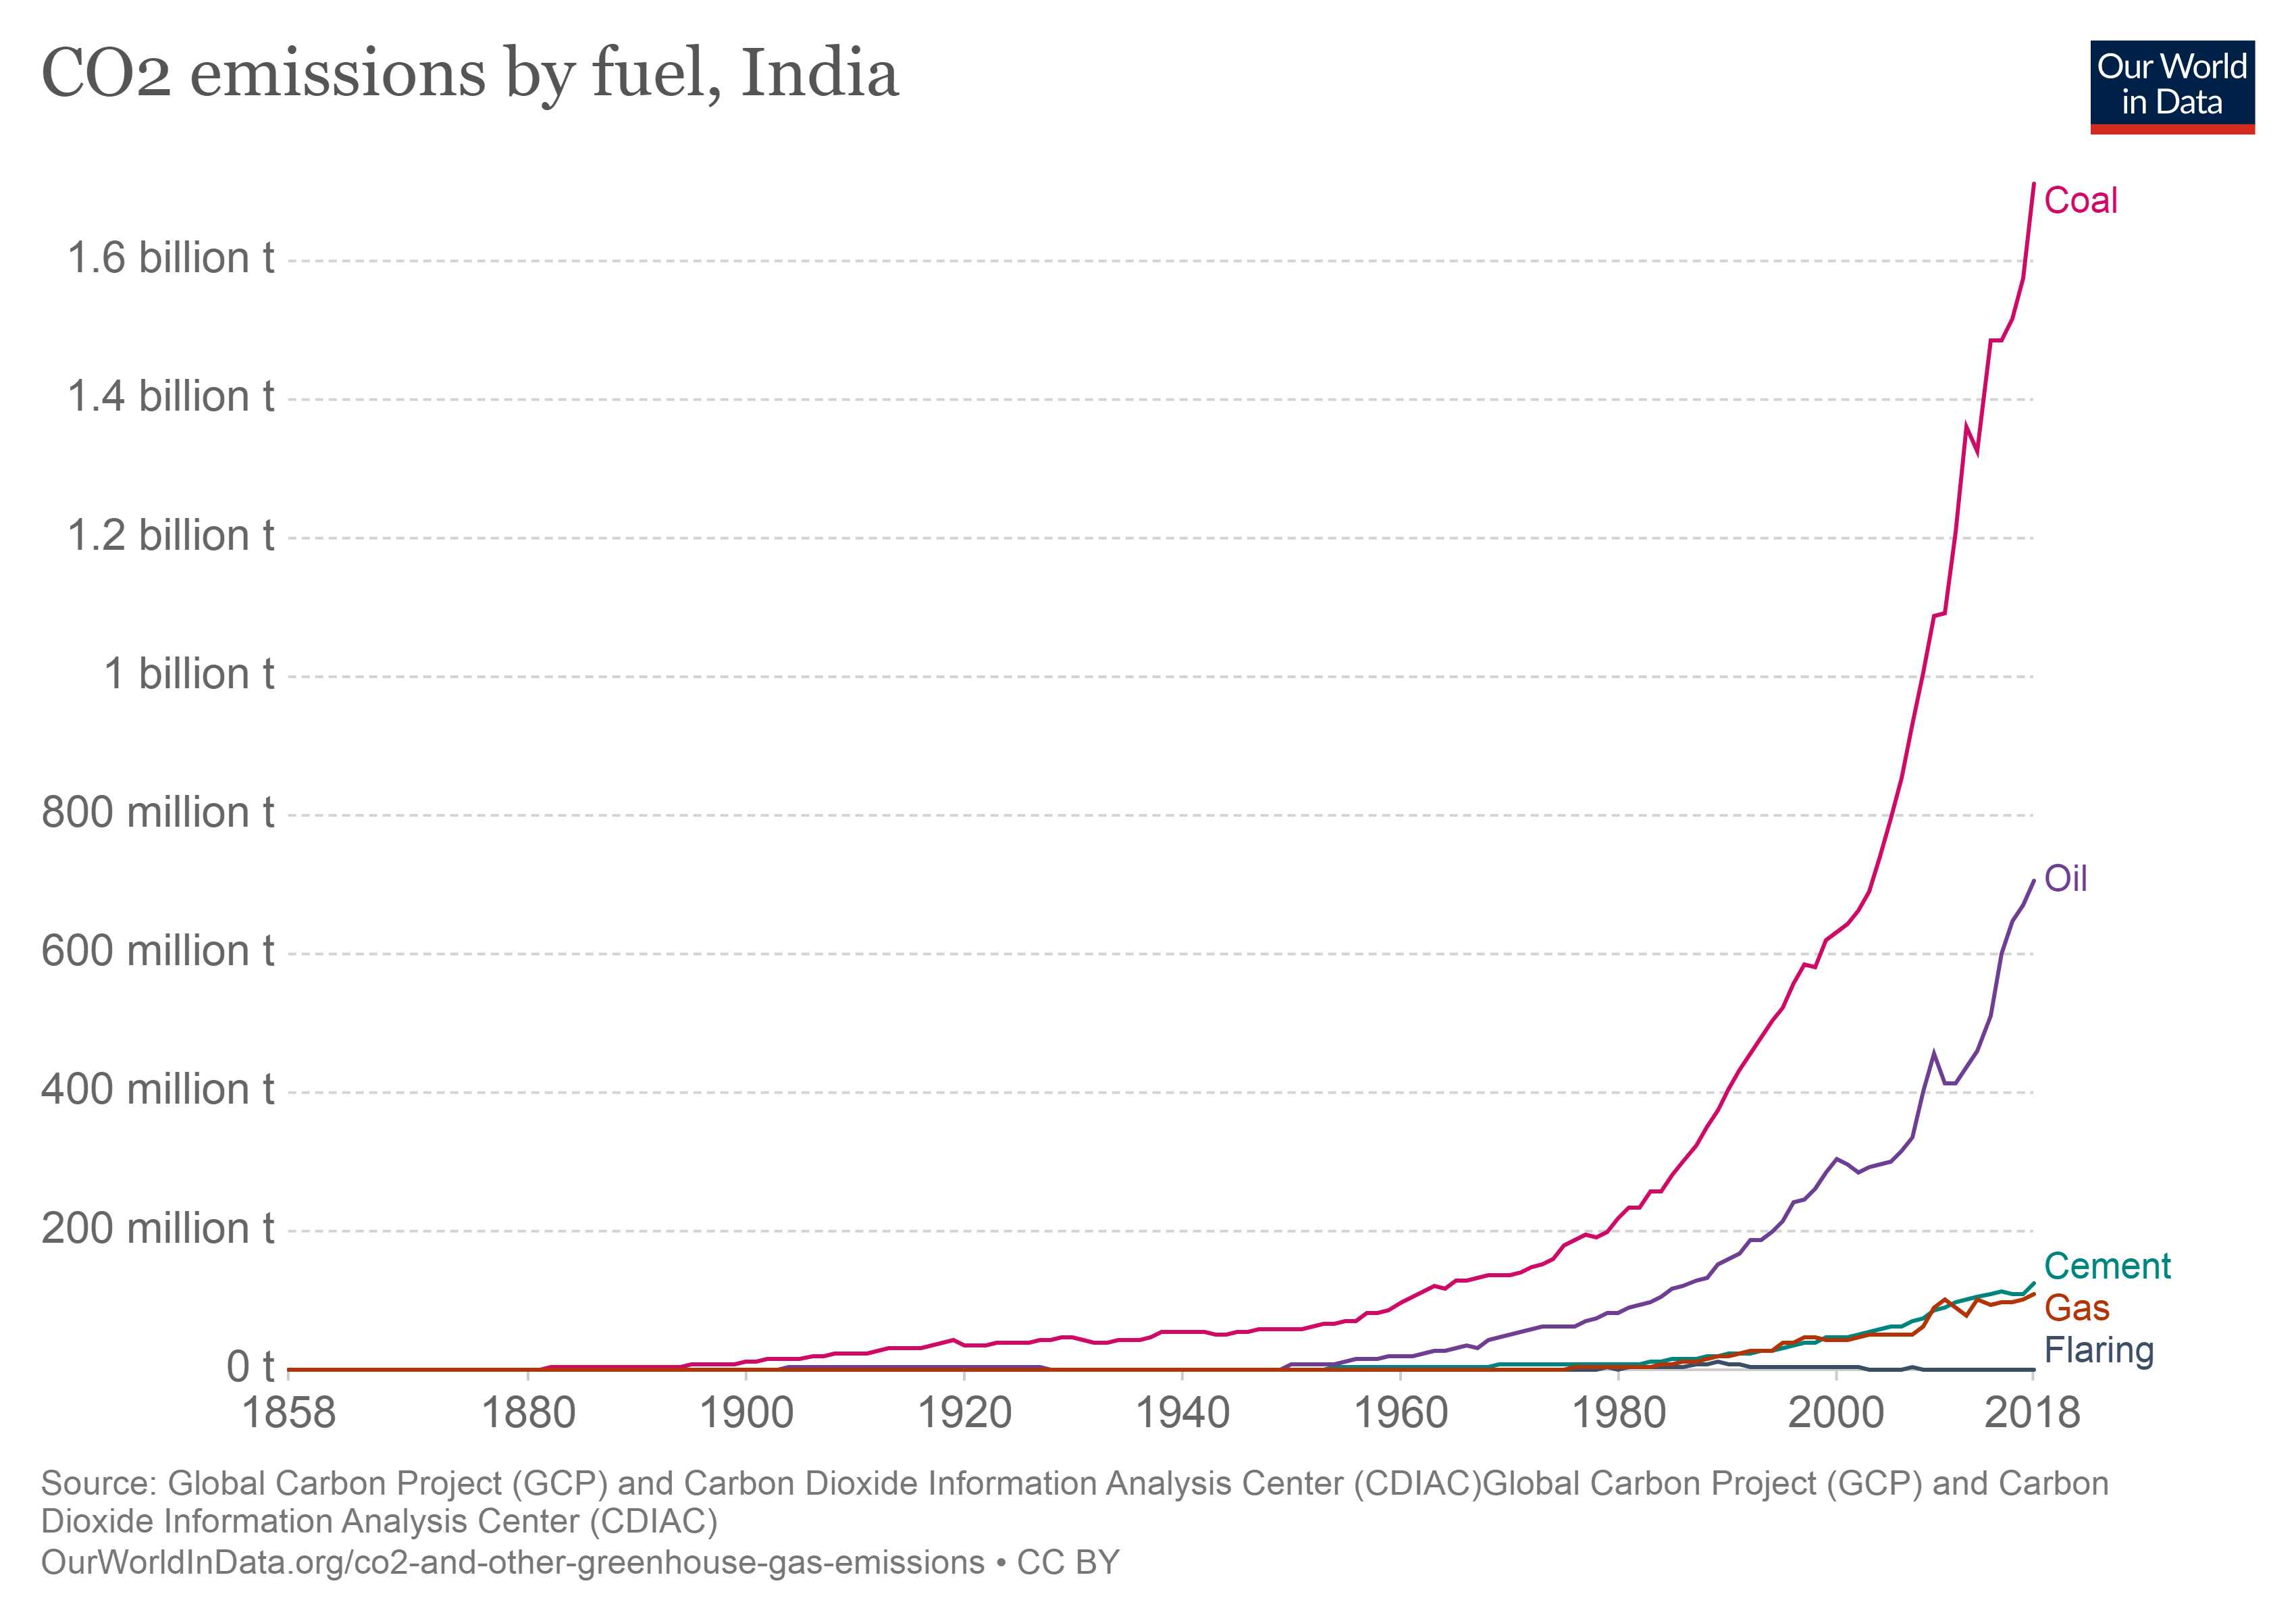 CO2 emissions by fuel, India
Our World
in Data
Coal
1.6 billion t
1.4 billion t
1.2 billion t
1 billion t
800 million t
Oil
600 million t
400 million t
200 million t
Cement
Gas
Flaring
0 t
1858 1880 1900 1920 1940 1960 1980 2000 2018
Source: Global Carbon Project (GCP) and Carbon Dioxide Information Analysis Center (CDIAC)Global Carbon Project (GCP) and Carbon
Dioxide Information Analysis Center (CDIAC)
OurWorldInData.org/co2-and-other-greenhouse-gas-emissions • CC BY